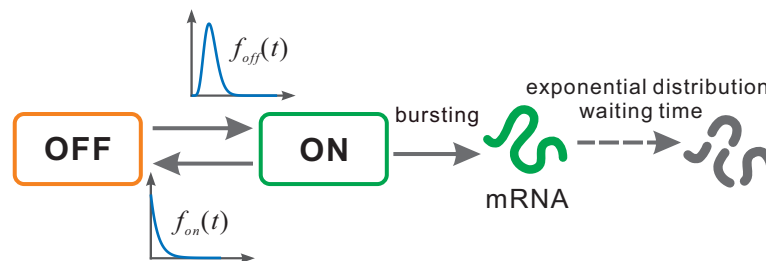 f_off(t)
exponential distribution
waiting time
bursting
OFF
ON
mRNA
f_on(t)